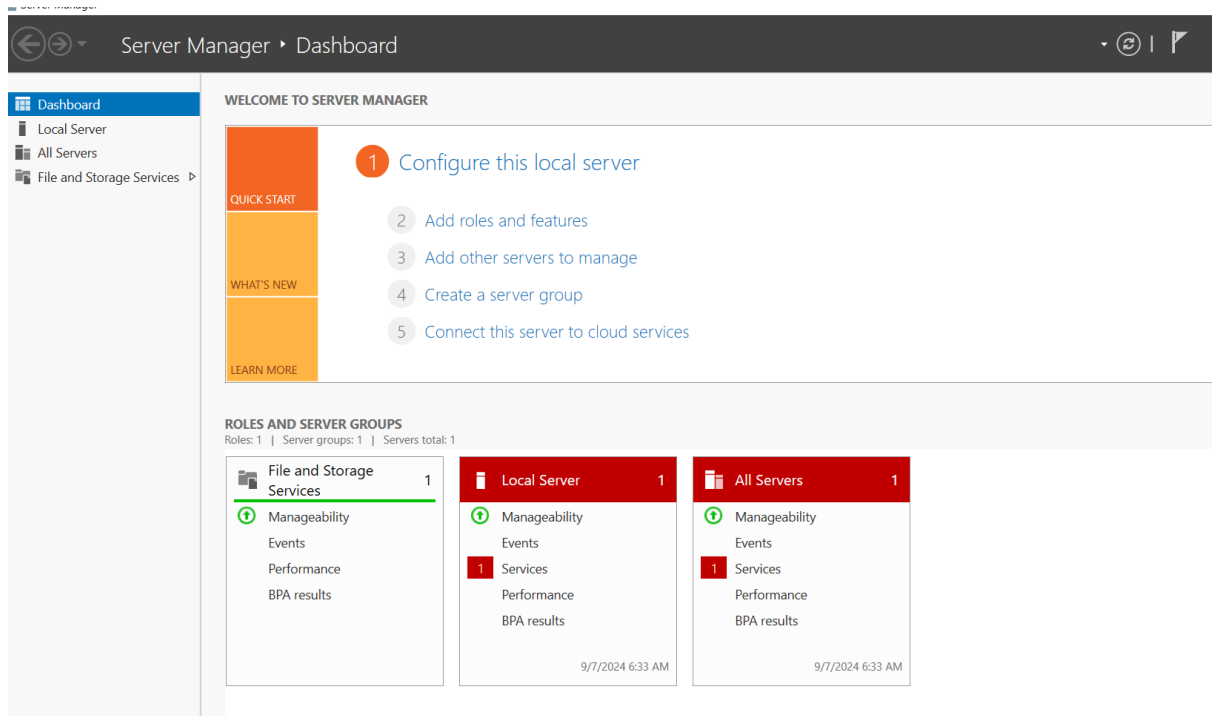 Server Manager
Server Manager ‣ Dashboard
Dashboard
Local Server
All Servers
File and Storage Services
WELCOME TO SERVER MANAGER
QUICK START
WHAT'S NEW
LEARN MORE
1 Configure this local server
2 Add roles and features
3 Add other servers to manage
4 Create a server group
5 Connect this server to cloud services
ROLES AND SERVER GROUPS
Roles: 1 | Server groups: 1 | Servers total: 1
File and Storage
Services 1
Manageability
Events
Performance
BPA results
Local Server 1
Manageability
Events
1 Services
Performance
BPA results
9/7/2024 6:33 AM
All Servers 1
Manageability
Events
1 Services
Performance
BPA results
9/7/2024 6:33 AM